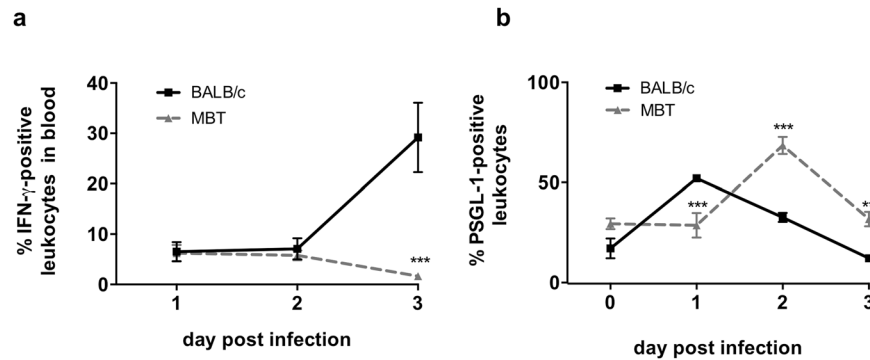 a
% IFN-γ-positive
leukocytes in blood
40
30
20
10
0
BALB/c
MBT
***
1 2 3
day post infection
b
% PSGL-1-positive
leukocytes
100
50
0
BALB/c
MBT
***
***
0 1 2 3
day post infection